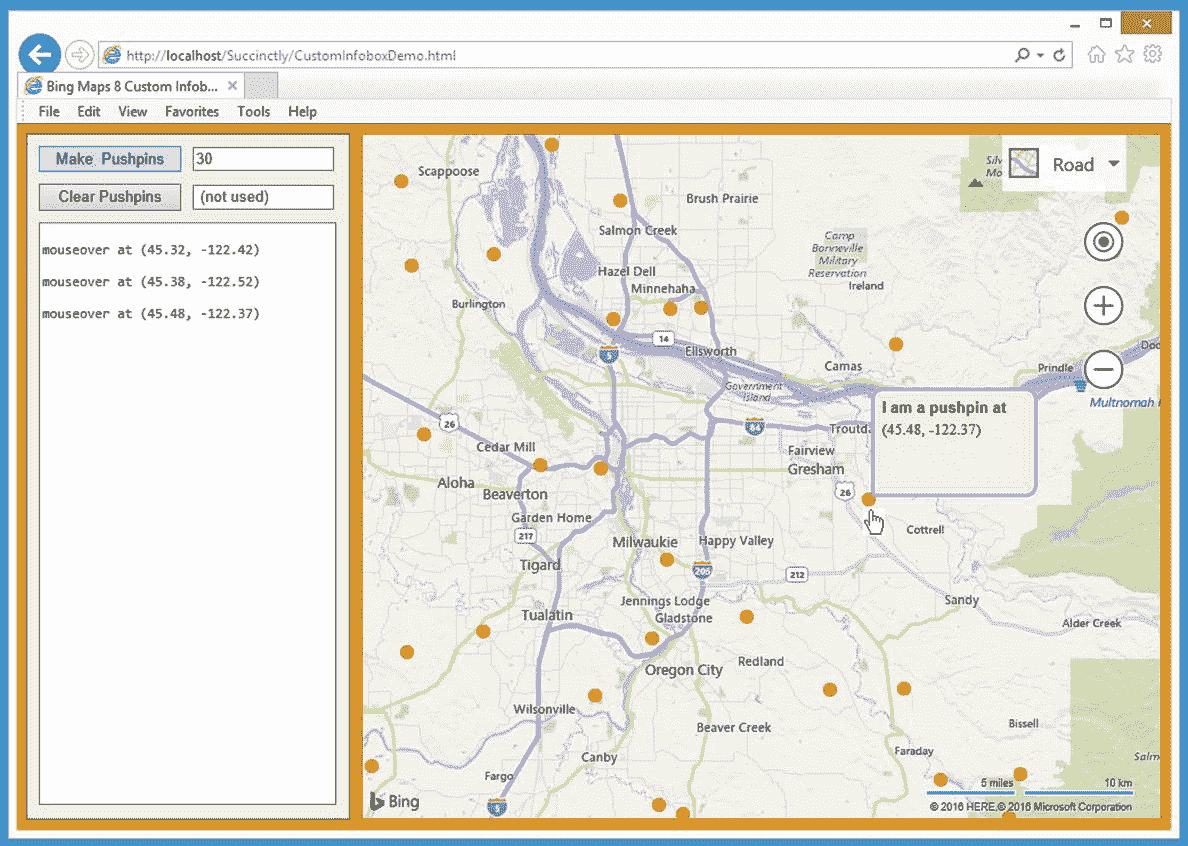 http://localhost/Succinctly/CustomInfoboxDemo.html
Bing Maps 8 Custom Infob...
File Edit View Favorites Tools Help
Make Pushpins
30
Clear Pushpins
(not used)
mouseover at (45.32, -122.42)
mouseover at (45.38, -122.52)
mouseover at (45.48, -122.37)
Road
Scappoose
Brush Prairie
Salmon Creek
Camp
Bonneville
Military
Reservation
Hazel Dell
Minnehaha
Ireland
Burlington
14
5
Ellsworth
Camas
Prindle
Government
Island
Multnomah
26
84
Cedar Mill
Fairview
Gresham
I am a pushpin at
(45.48, -122.37)
Aloha
Beaverton
26
Garden Home
217
Milwaukie
Happy Valley
Cottrell
Tigard
205
212
Jennings Lodge
Gladstone
Sandy
Tualatin
Alder Creek
Oregon City
Redland
Wilsonville
Beaver Creek
Bissell
Canby
Faraday
Fargo
5
5 miles
10 km
Bing
© 2016 HERE,© 2016 Microsoft Corporation